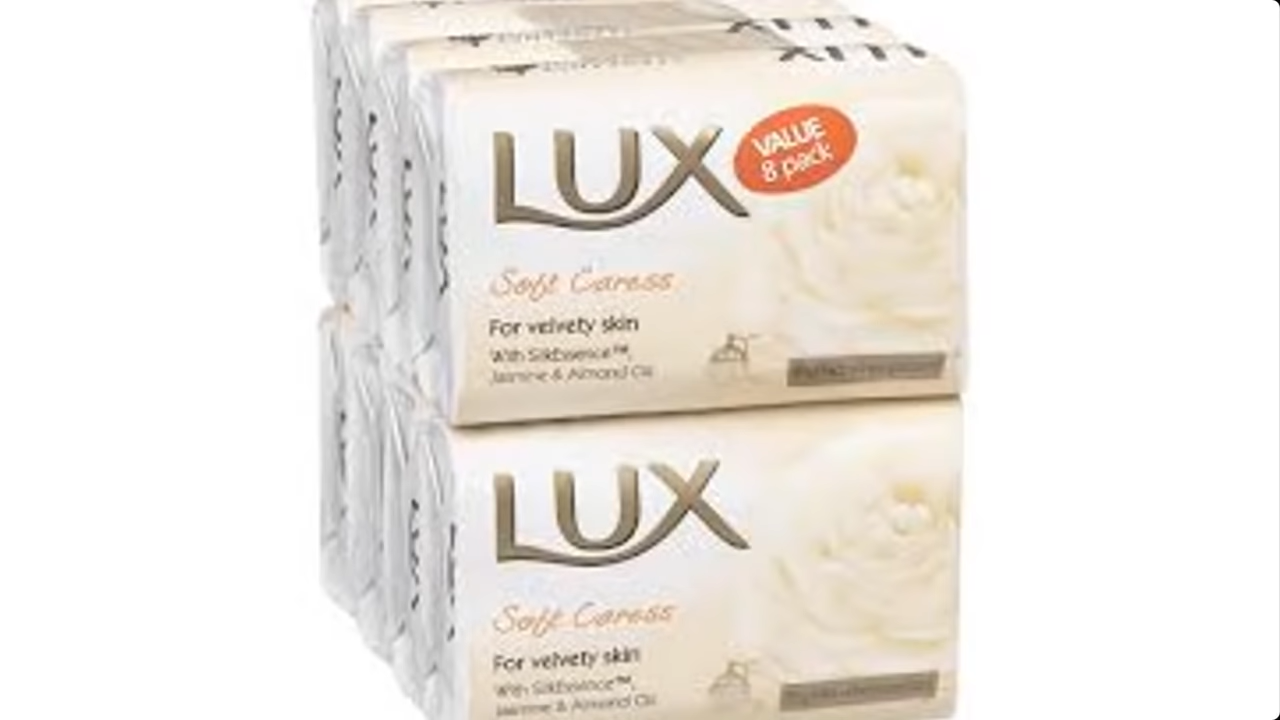 LUX
VALUE
8 pack
Soft Caress
For velvety skin
With SilkEssence™,
Jasmine & Almond Oil
LUX
Soft Caress
For velvety skin
With SilkEssence™,
Jasmine & Almond Oil